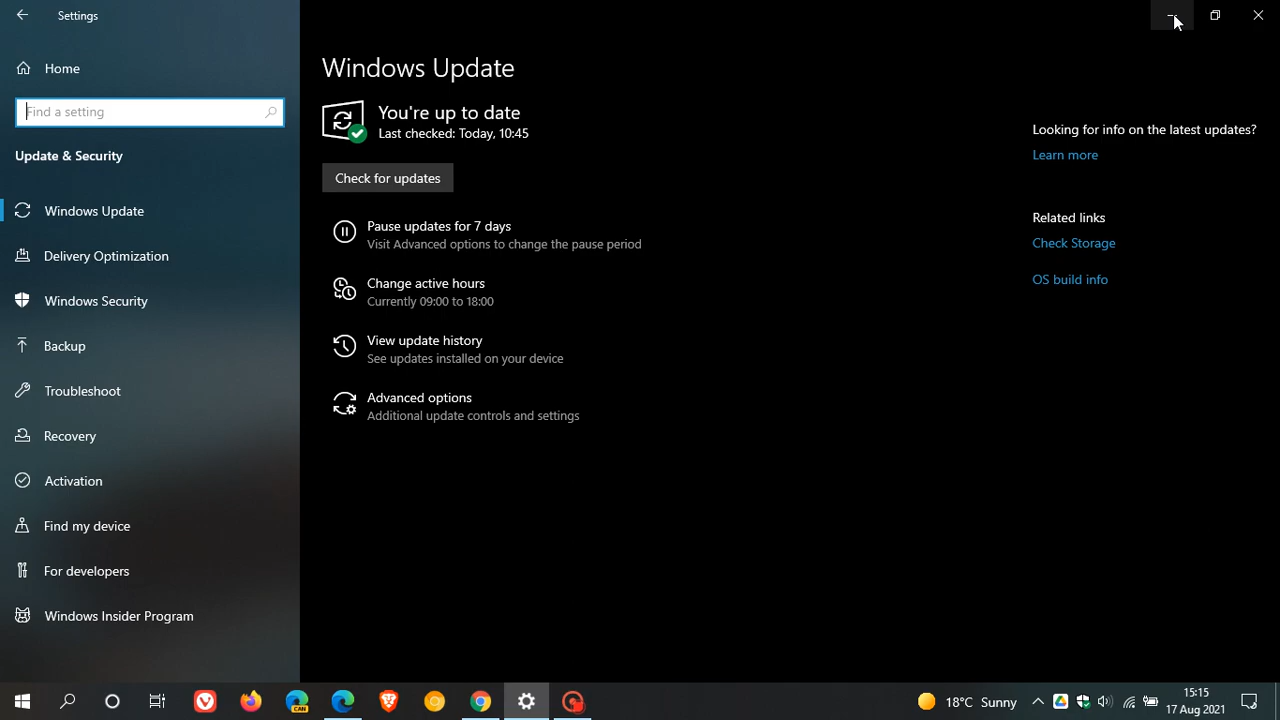 Settings
Home
Find a setting
Update & Security
Windows Update
Delivery Optimization
Windows Security
Backup
Troubleshoot
Recovery
Activation
Find my device
For developers
Windows Insider Program
Windows Update
You're up to date
Last checked: Today, 10:45
Check for updates
Pause updates for 7 days
Visit Advanced options to change the pause period
Change active hours
Currently 09:00 to 18:00
View update history
See updates installed on your device
Advanced options
Additional update controls and settings
Looking for info on the latest updates?
Learn more
Related links
Check Storage
OS build info
CAN
18°C Sunny
15:15
17 Aug 2021